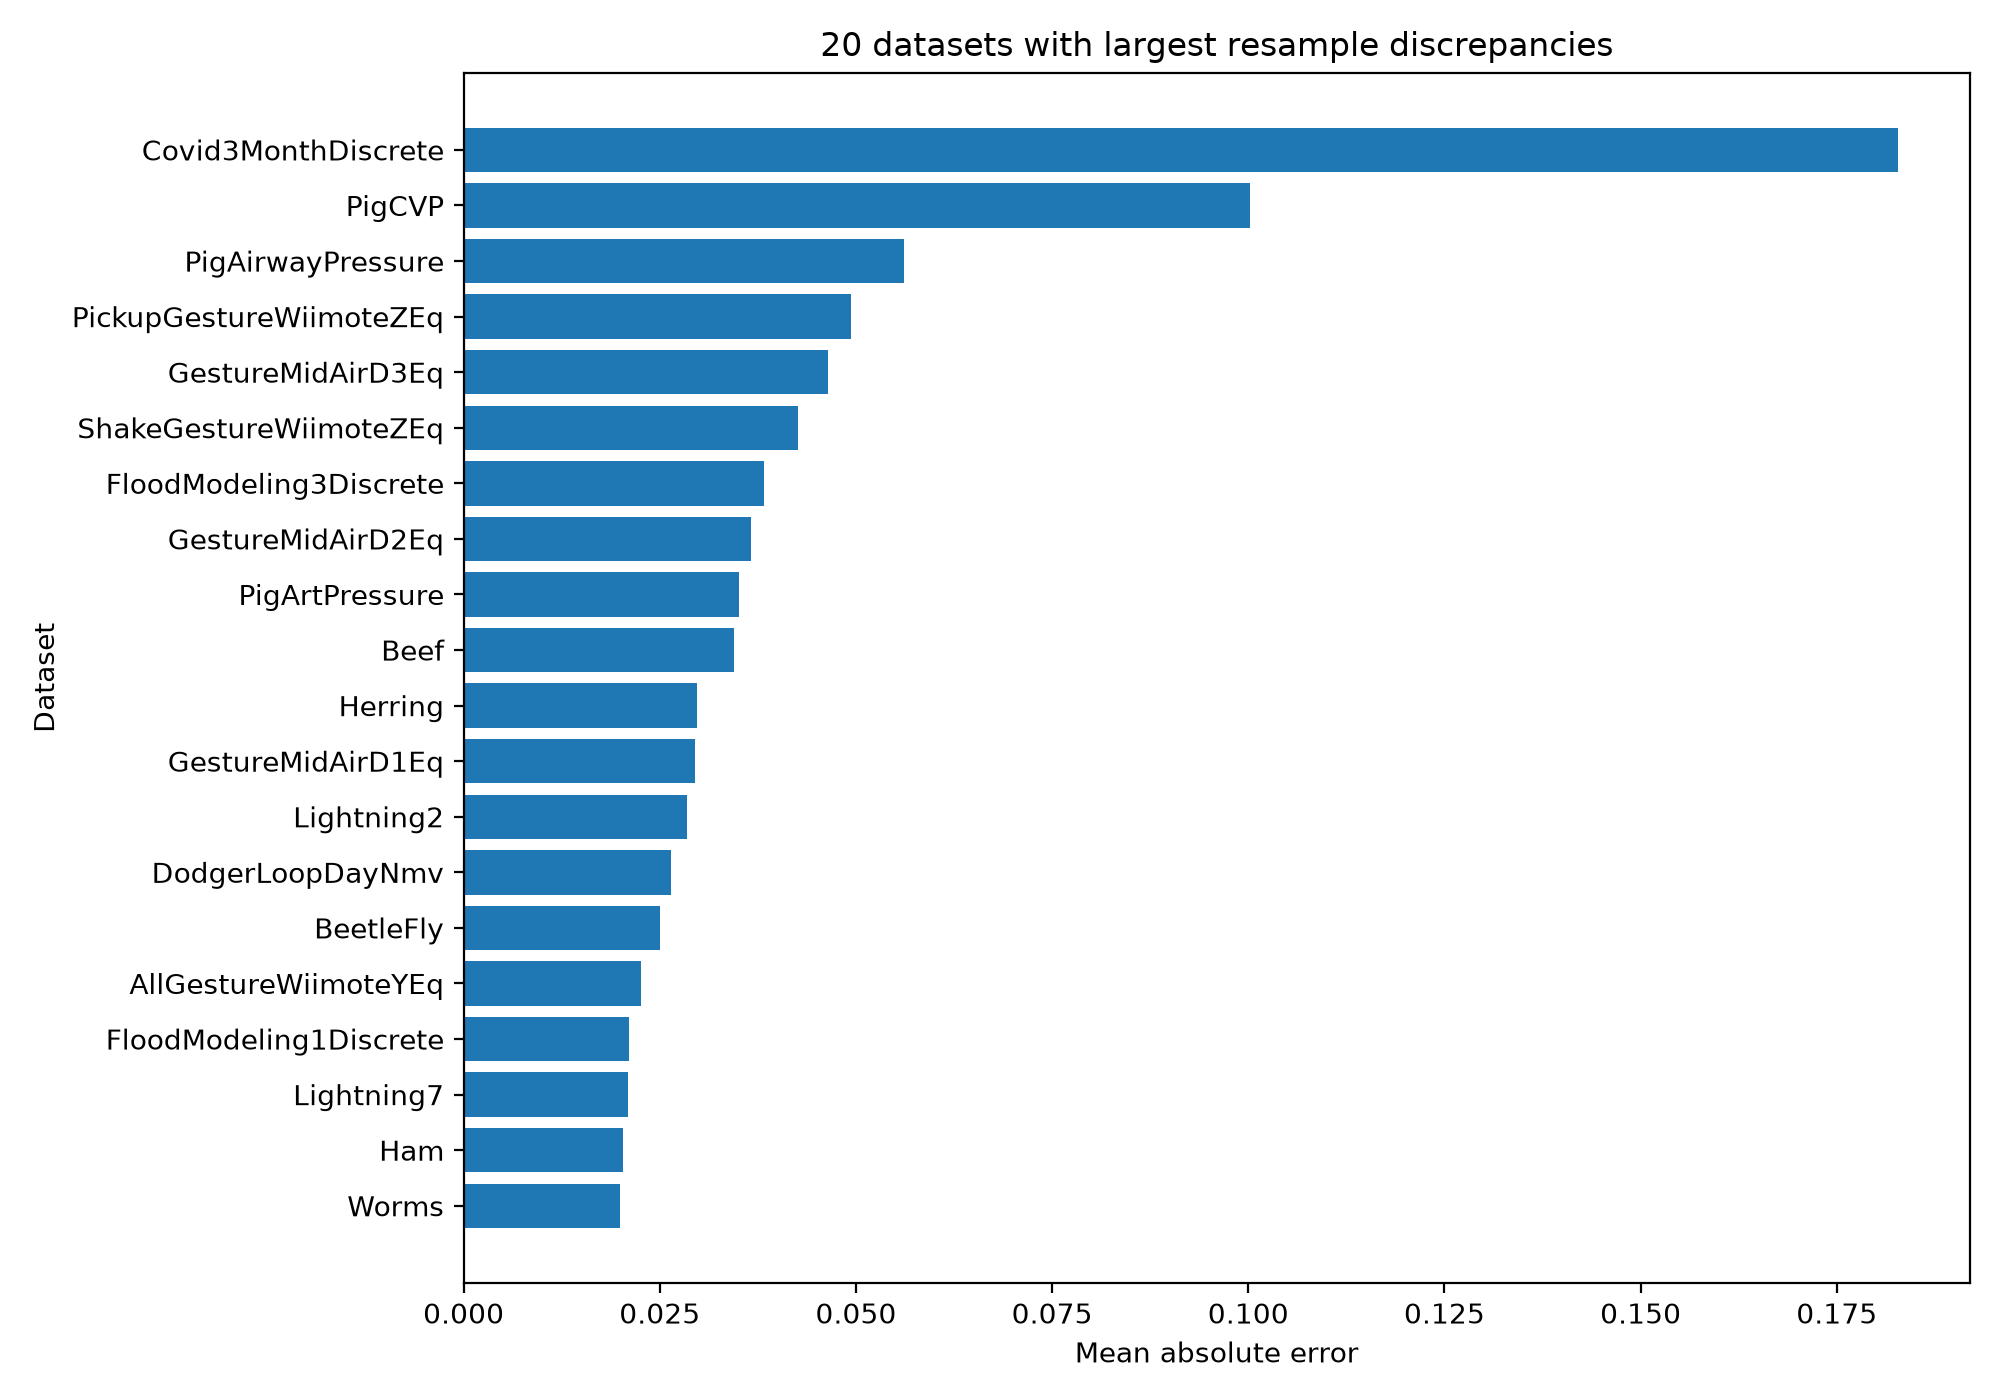 20 datasets with largest resample discrepancies
Covid3MonthDiscrete
PigCVP
PigAirwayPressure
PickupGestureWiimoteZEq
GestureMidAirD3Eq
ShakeGestureWiimoteZEq
FloodModeling3Discrete
GestureMidAirD2Eq
PigArtPressure
Beef
Herring
GestureMidAirD1Eq
Lightning2
DodgerLoopDayNmv
BeetleFly
AllGestureWiimoteYEq
FloodModeling1Discrete
Lightning7
Ham
Worms
Dataset
0.000 0.025 0.050 0.075 0.100 0.125 0.150 0.175
Mean absolute error